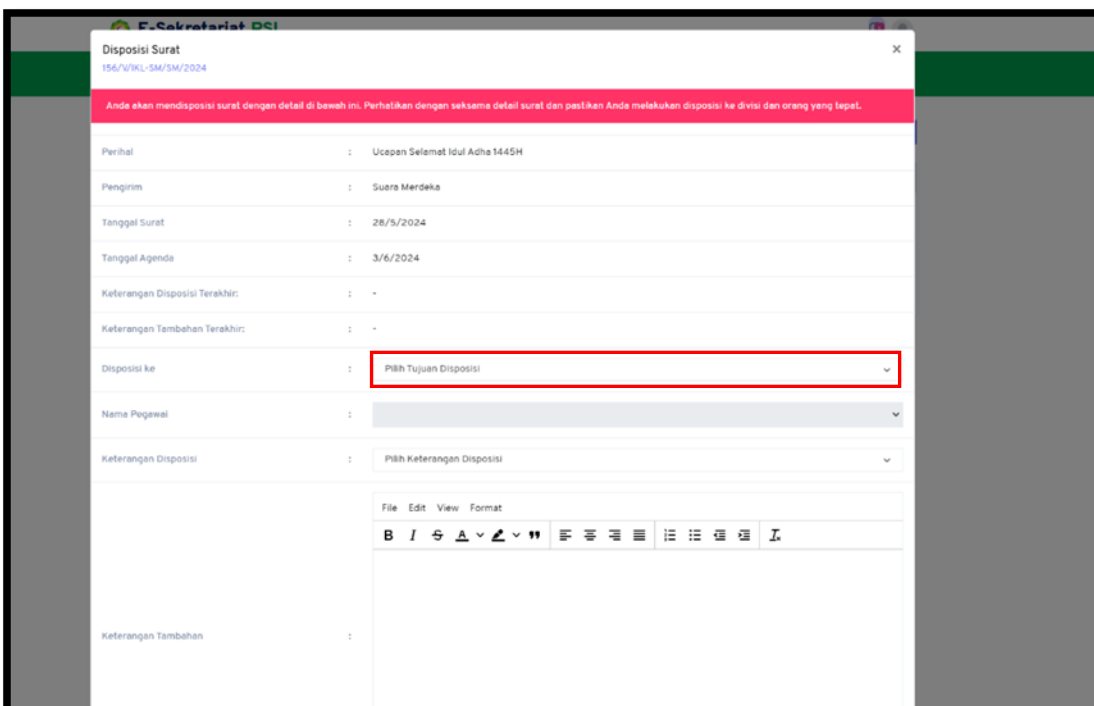 E-Sekretariat RSI
Disposisi Surat
×
156/V/IKL-SM/SM/2024
Anda akan mendisposisi surat dengan detail di bawah ini. Perhatikan dengan seksama detail surat dan pastikan Anda melakukan disposisi ke divisi dan orang yang tepat.
Perihal : Ucapan Selamat Idul Adha 1445H
Pengirim : Suara Merdeka
Tanggal Surat : 28/5/2024
Tanggal Agenda : 3/6/2024
Keterangan Disposisi Terakhir: : -
Keterangan Tambahan Terakhir: : -
Disposisi ke : Pilih Tujuan Disposisi
Nama Pegawai :
Keterangan Disposisi : Pilih Keterangan Disposisi
File Edit View Format
B I S A
Keterangan Tambahan :